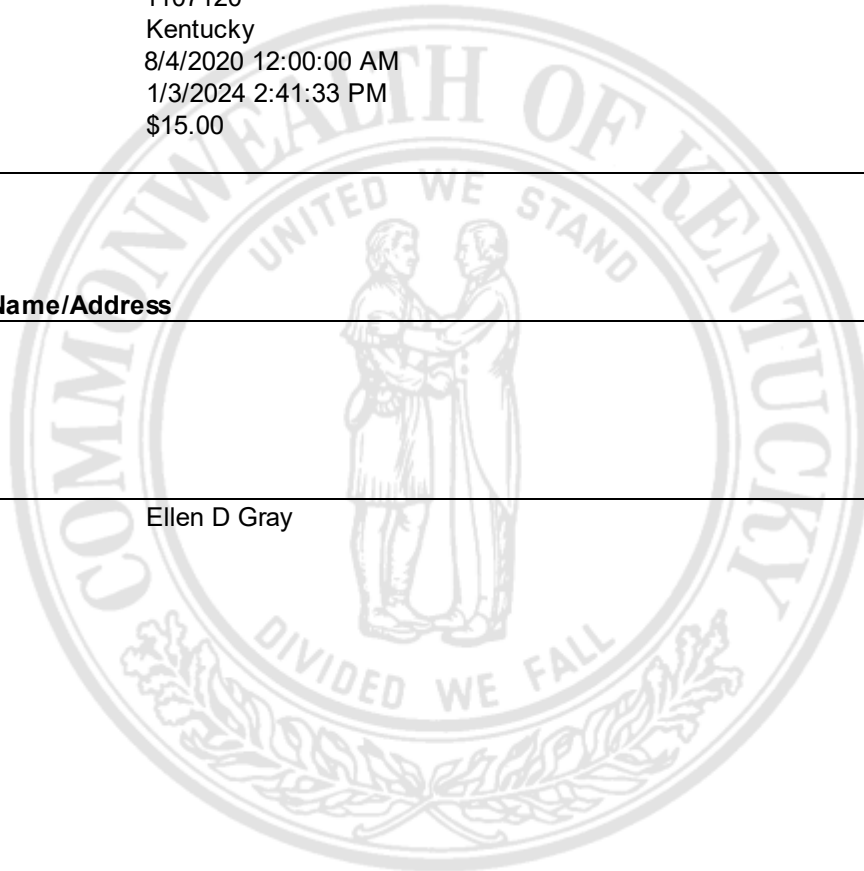 Kentucky
8/4/2020 12:00:00 AM
1/3/2024 2:41:33 PM
$15.00
COMMONWEALTH OF KENTUCKY
UNITED WE STAND
Name/Address
Ellen D Gray
DIVIDED WE FALL